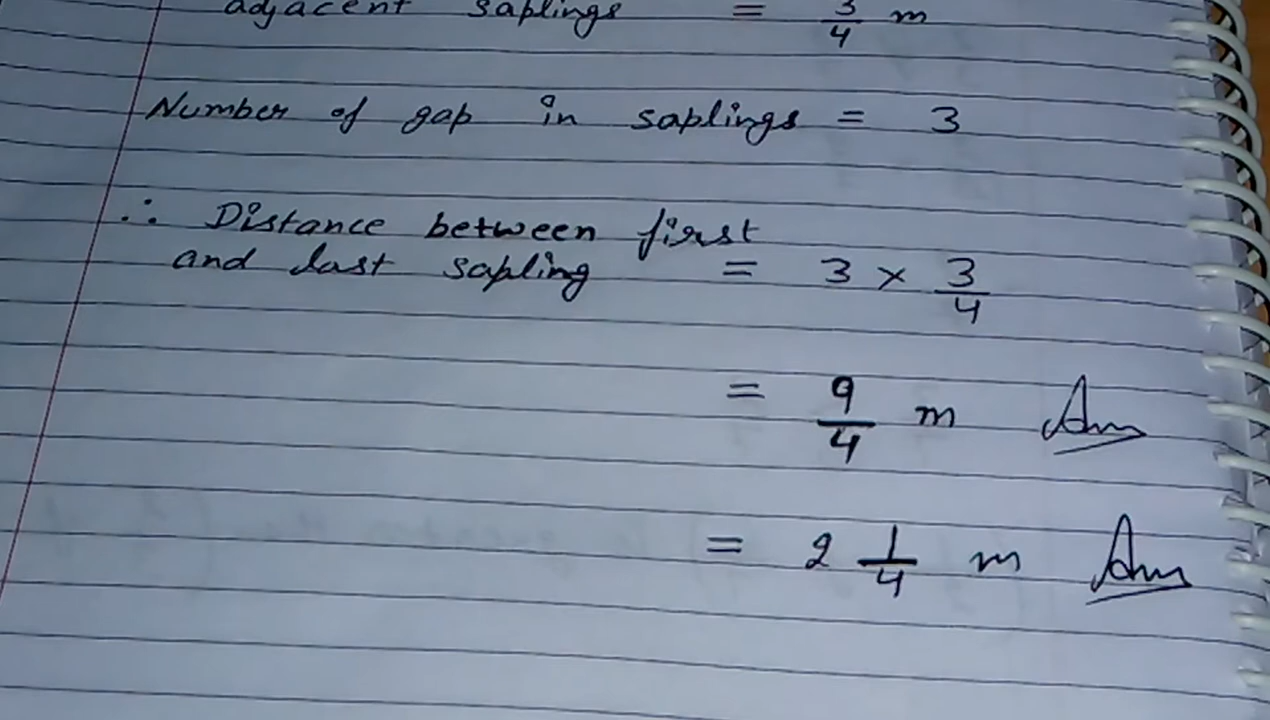 adjacent saplings = 3/4 m
Number of gap in saplings = 3
∴ Distance between first
and last sapling = 3 × 3/4
= 9/4 m Ans
= 2 1/4 m Ans